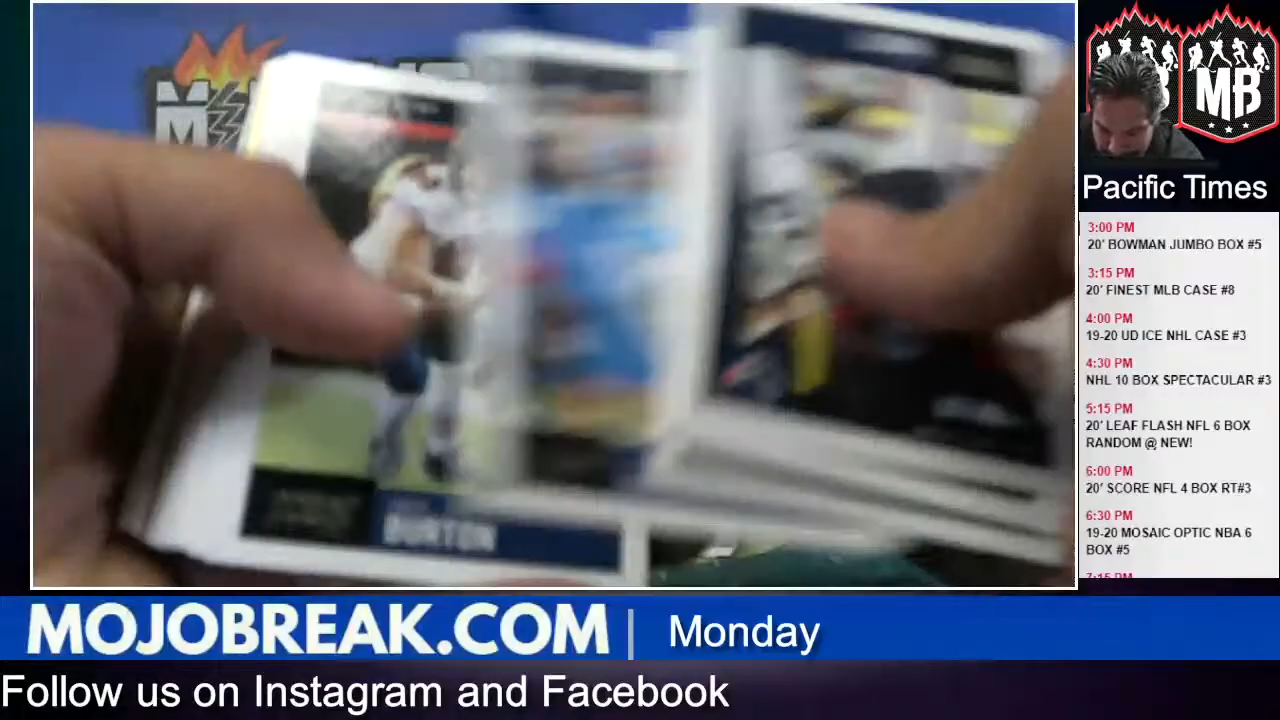 MB
Pacific Times
3:00 PM
20' BOWMAN JUMBO BOX #5
3:15 PM
20' FINEST MLB CASE #8
4:00 PM
19-20 UD ICE NHL CASE #3
4:30 PM
NHL 10 BOX SPECTACULAR #3
5:15 PM
20' LEAF FLASH NFL 6 BOX
RANDOM @ NEW!
6:00 PM
20' SCORE NFL 4 BOX RT#3
6:30 PM
19-20 MOSAIC OPTIC NBA 6
BOX #5
7:15 PM
BURTON
MOJOBREAK.COM | Monday
Follow us on Instagram and Facebook